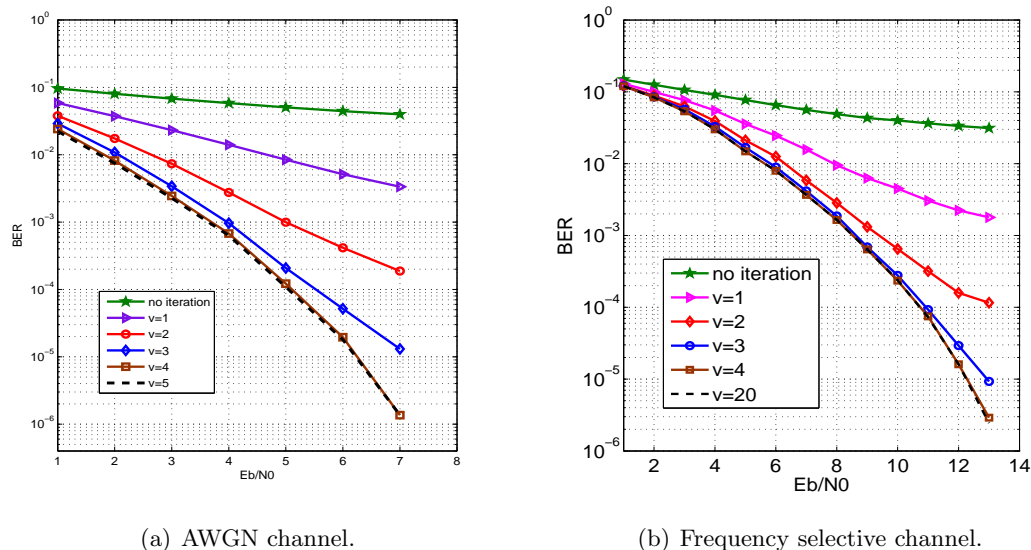 10^0
10^-1
10^-2
10^-3
10^-4
10^-5
10^-6
BER
1 2 3 4 5 6 7 8
Eb/N0
no iteration
v=1
v=2
v=3
v=4
v=5
(a) AWGN channel.
10^0
10^-1
10^-2
10^-3
10^-4
10^-5
10^-6
BER
2 4 6 8 10 12 14
Eb/N0
no iteration
v=1
v=2
v=3
v=4
v=20
(b) Frequency selective channel.